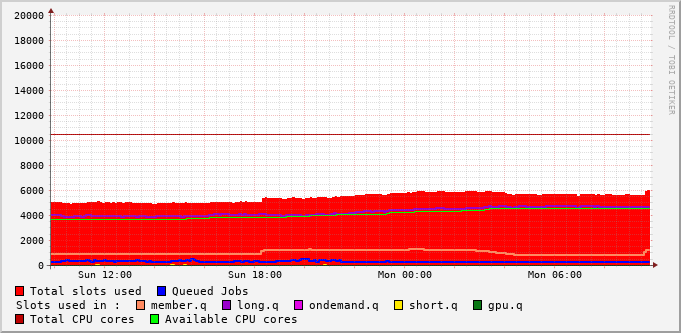 RRDTOOL / TOBI OETIKER
20000
18000
16000
14000
12000
10000
8000
6000
4000
2000
0
Sun 12:00 Sun 18:00 Mon 00:00 Mon 06:00
Total slots used Queued Jobs
Slots used in : member.q long.q ondemand.q short.q gpu.q
Total CPU cores Available CPU cores